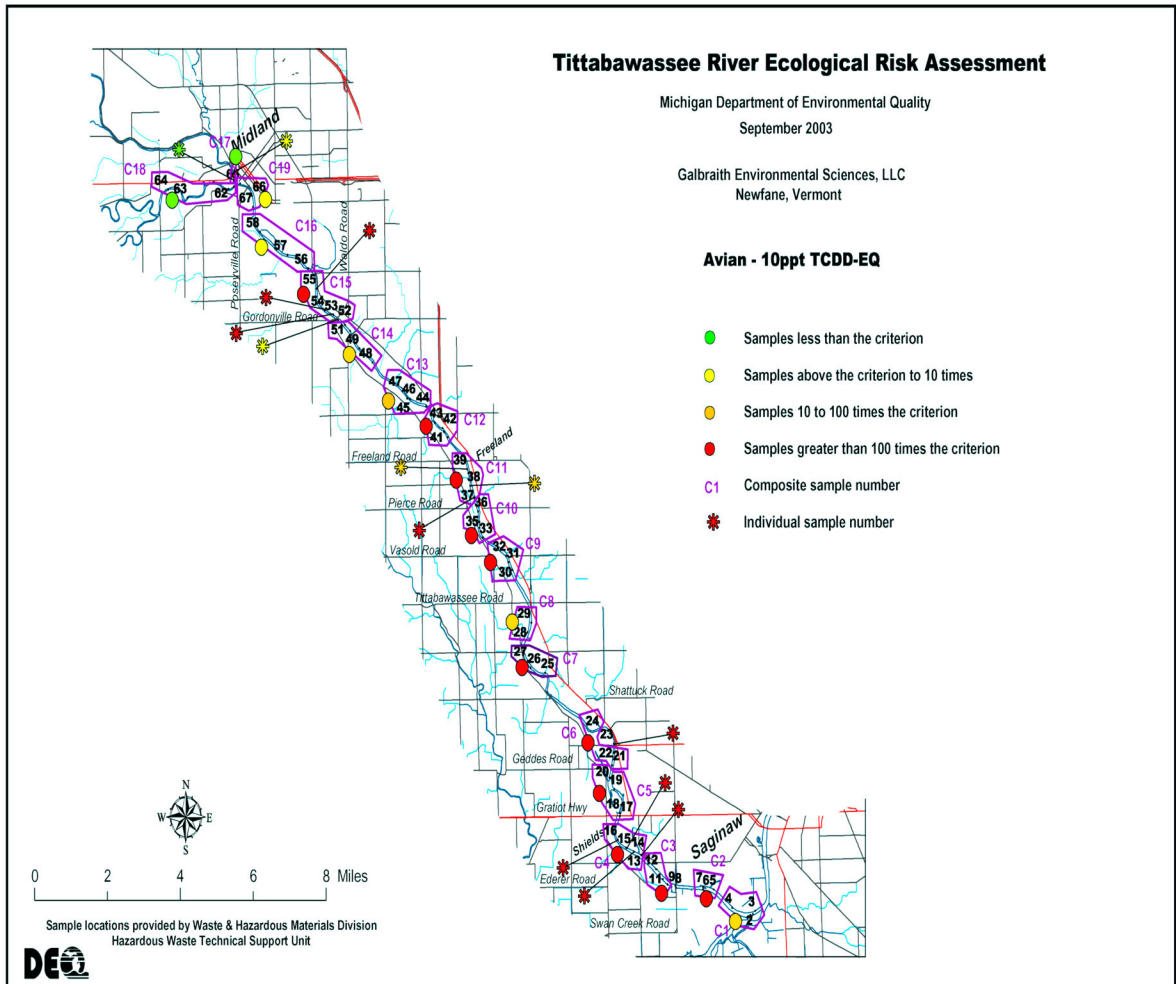 Tittabawassee River Ecological Risk Assessment
Michigan Department of Environmental Quality
September 2003
Galbraith Environmental Sciences, LLC
Newfane, Vermont
Avian - 10ppt TCDD-EQ
Samples less than the criterion
Samples above the criterion to 10 times
Samples 10 to 100 times the criterion
Samples greater than 100 times the criterion
C1 Composite sample number
Individual sample number
Midland
C17
C18
C19
64
63
62
66
67
58
C16
57
56
Poseyville Road
Waldo Road
55
C15
54
53
52
Gordonville Road
51
C14
49
48
C13
47
46
44
45
43
42
C12
41
Freeland
Freeland Road
39
C11
38
37
36
Pierce Road
C10
35
33
Vasold Road
32
C9
31
30
Tittabawassee Road
C8
29
28
27
26
25
C7
Shattuck Road
24
C6
23
22
21
Geddes Road
20
19
C5
18
17
Gratiot Hwy
16
Shields
15
14
C3
Saginaw
C4
13
12
C2
Ederer Road
11
98
7
65
4
3
2
Swan Creek Road
C1
N
W
E
S
0 2 4 6 8 Miles
Sample locations provided by Waste & Hazardous Materials Division
Hazardous Waste Technical Support Unit
DEQ